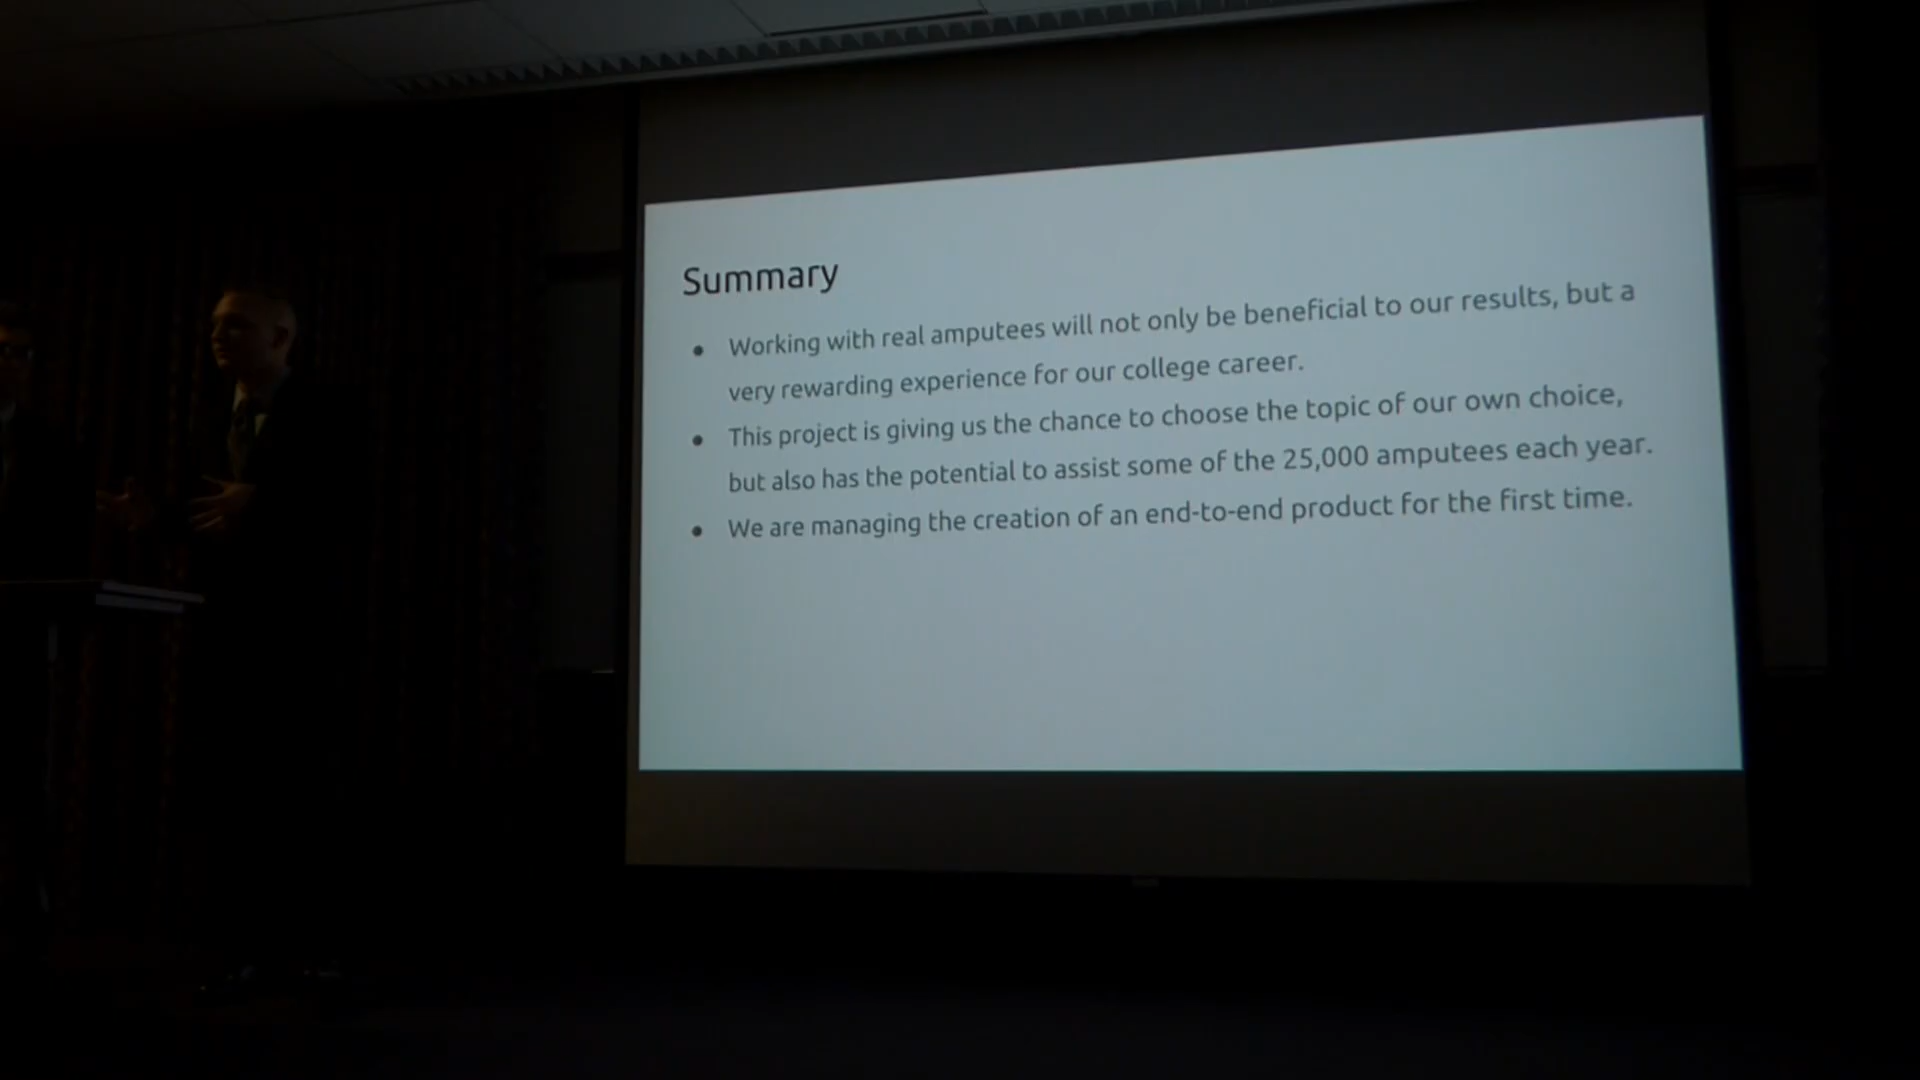 Summary
• Working with real amputees will not only be beneficial to our results, but a
very rewarding experience for our college career.
• This project is giving us the chance to choose the topic of our own choice,
but also has the potential to assist some of the 25,000 amputees each year.
• We are managing the creation of an end-to-end product for the first time.